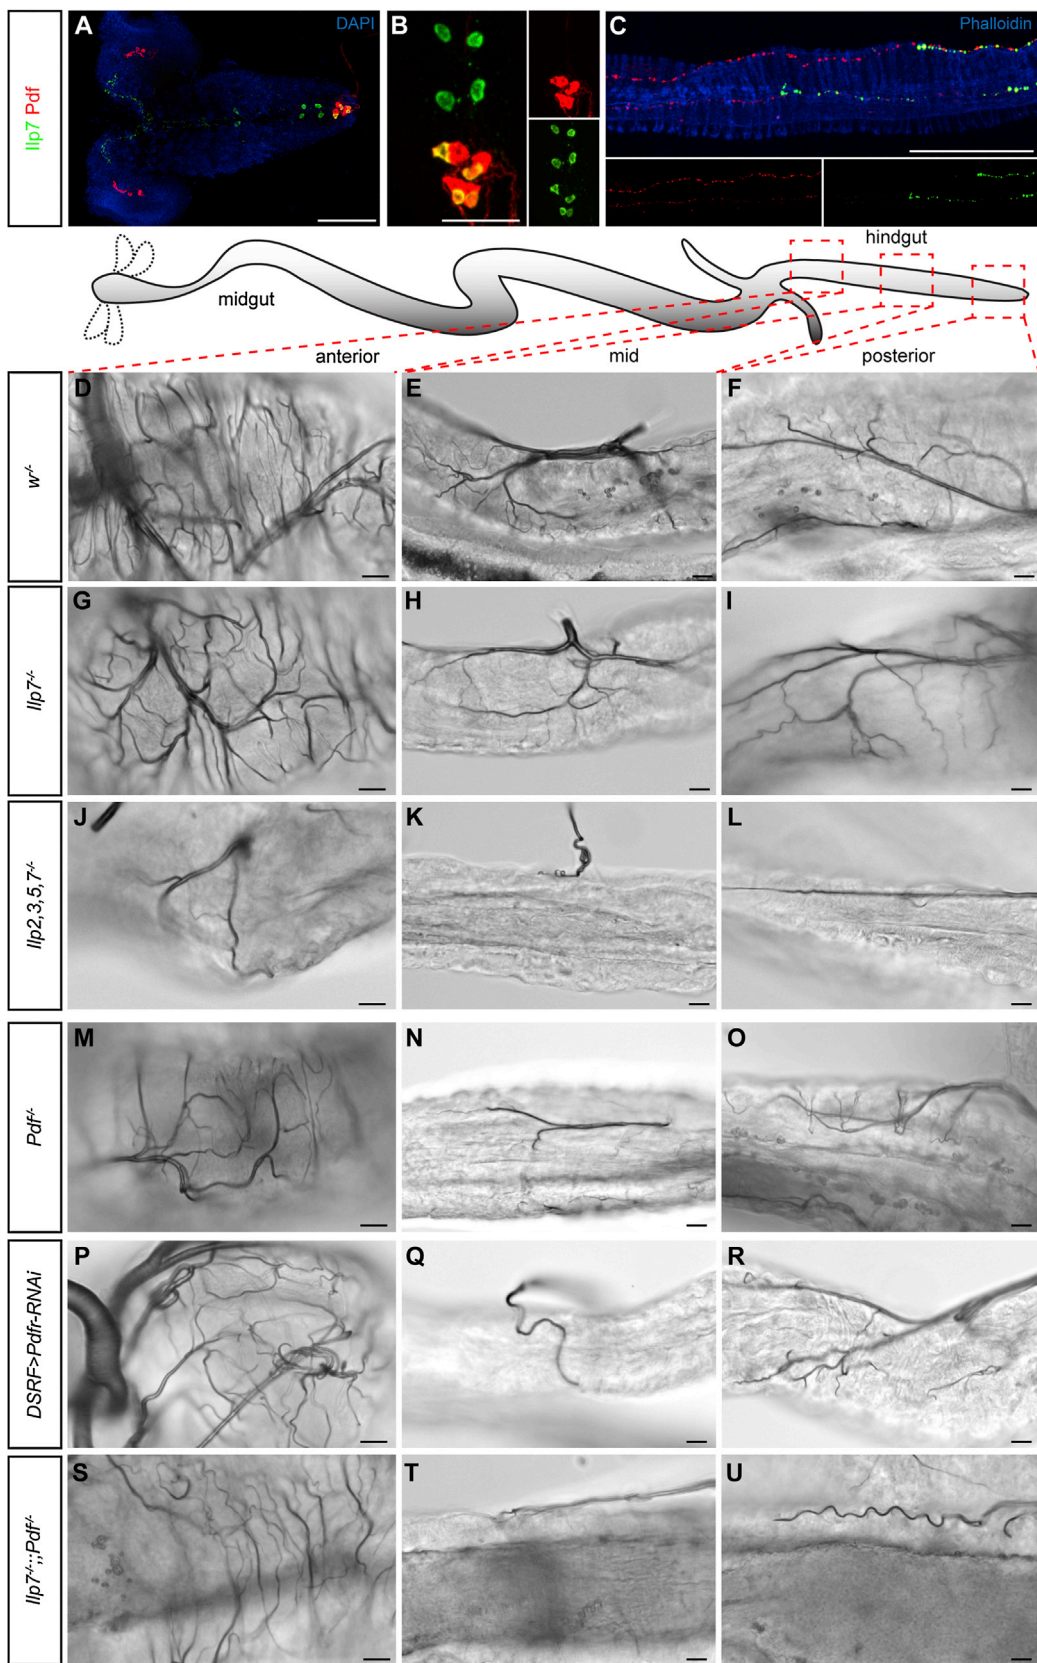 Ilp7 Pdf
A
DAPI
B
C
Phalloidin
hindgut
midgut
anterior
mid
posterior
w-/-
D
E
F
Ilp7-/-
G
H
I
Ilp2,3,5,7-/-
J
K
L
Pdf-/-
M
N
O
DSRF>Pdfr-RNAi
P
Q
R
Ilp7-/-;;Pdf-/-
S
T
U